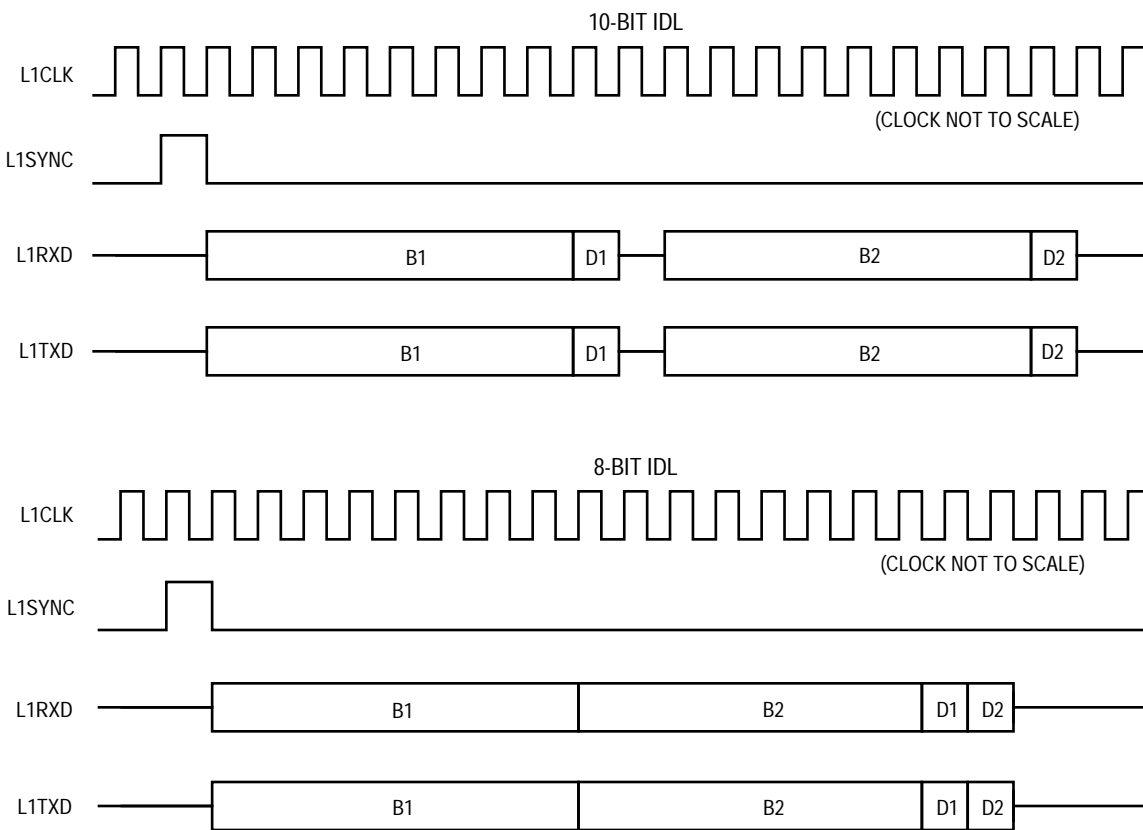 10-BIT IDL
L1CLK
(CLOCK NOT TO SCALE)
L1SYNC
L1RXD B1 D1 B2 D2
L1TXD B1 D1 B2 D2
8-BIT IDL
L1CLK
(CLOCK NOT TO SCALE)
L1SYNC
L1RXD B1 B2 D1 D2
L1TXD B1 B2 D1 D2